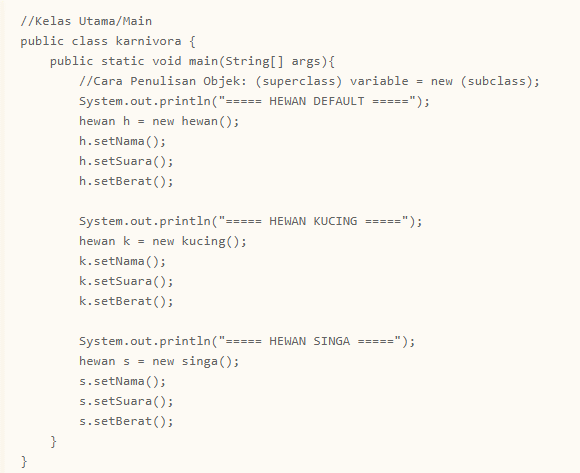 //Kelas Utama/Main
public class karnivora {
    public static void main(String[] args){
        //Cara Penulisan Objek: (superclass) variable = new (subclass);
        System.out.println("===== HEWAN DEFAULT =====");
        hewan h = new hewan();
        h.setNama();
        h.setSuara();
        h.setBerat();

        System.out.println("===== HEWAN KUCING =====");
        hewan k = new kucing();
        k.setNama();
        k.setSuara();
        k.setBerat();

        System.out.println("===== HEWAN SINGA =====");
        hewan s = new singa();
        s.setNama();
        s.setSuara();
        s.setBerat();
    }
}